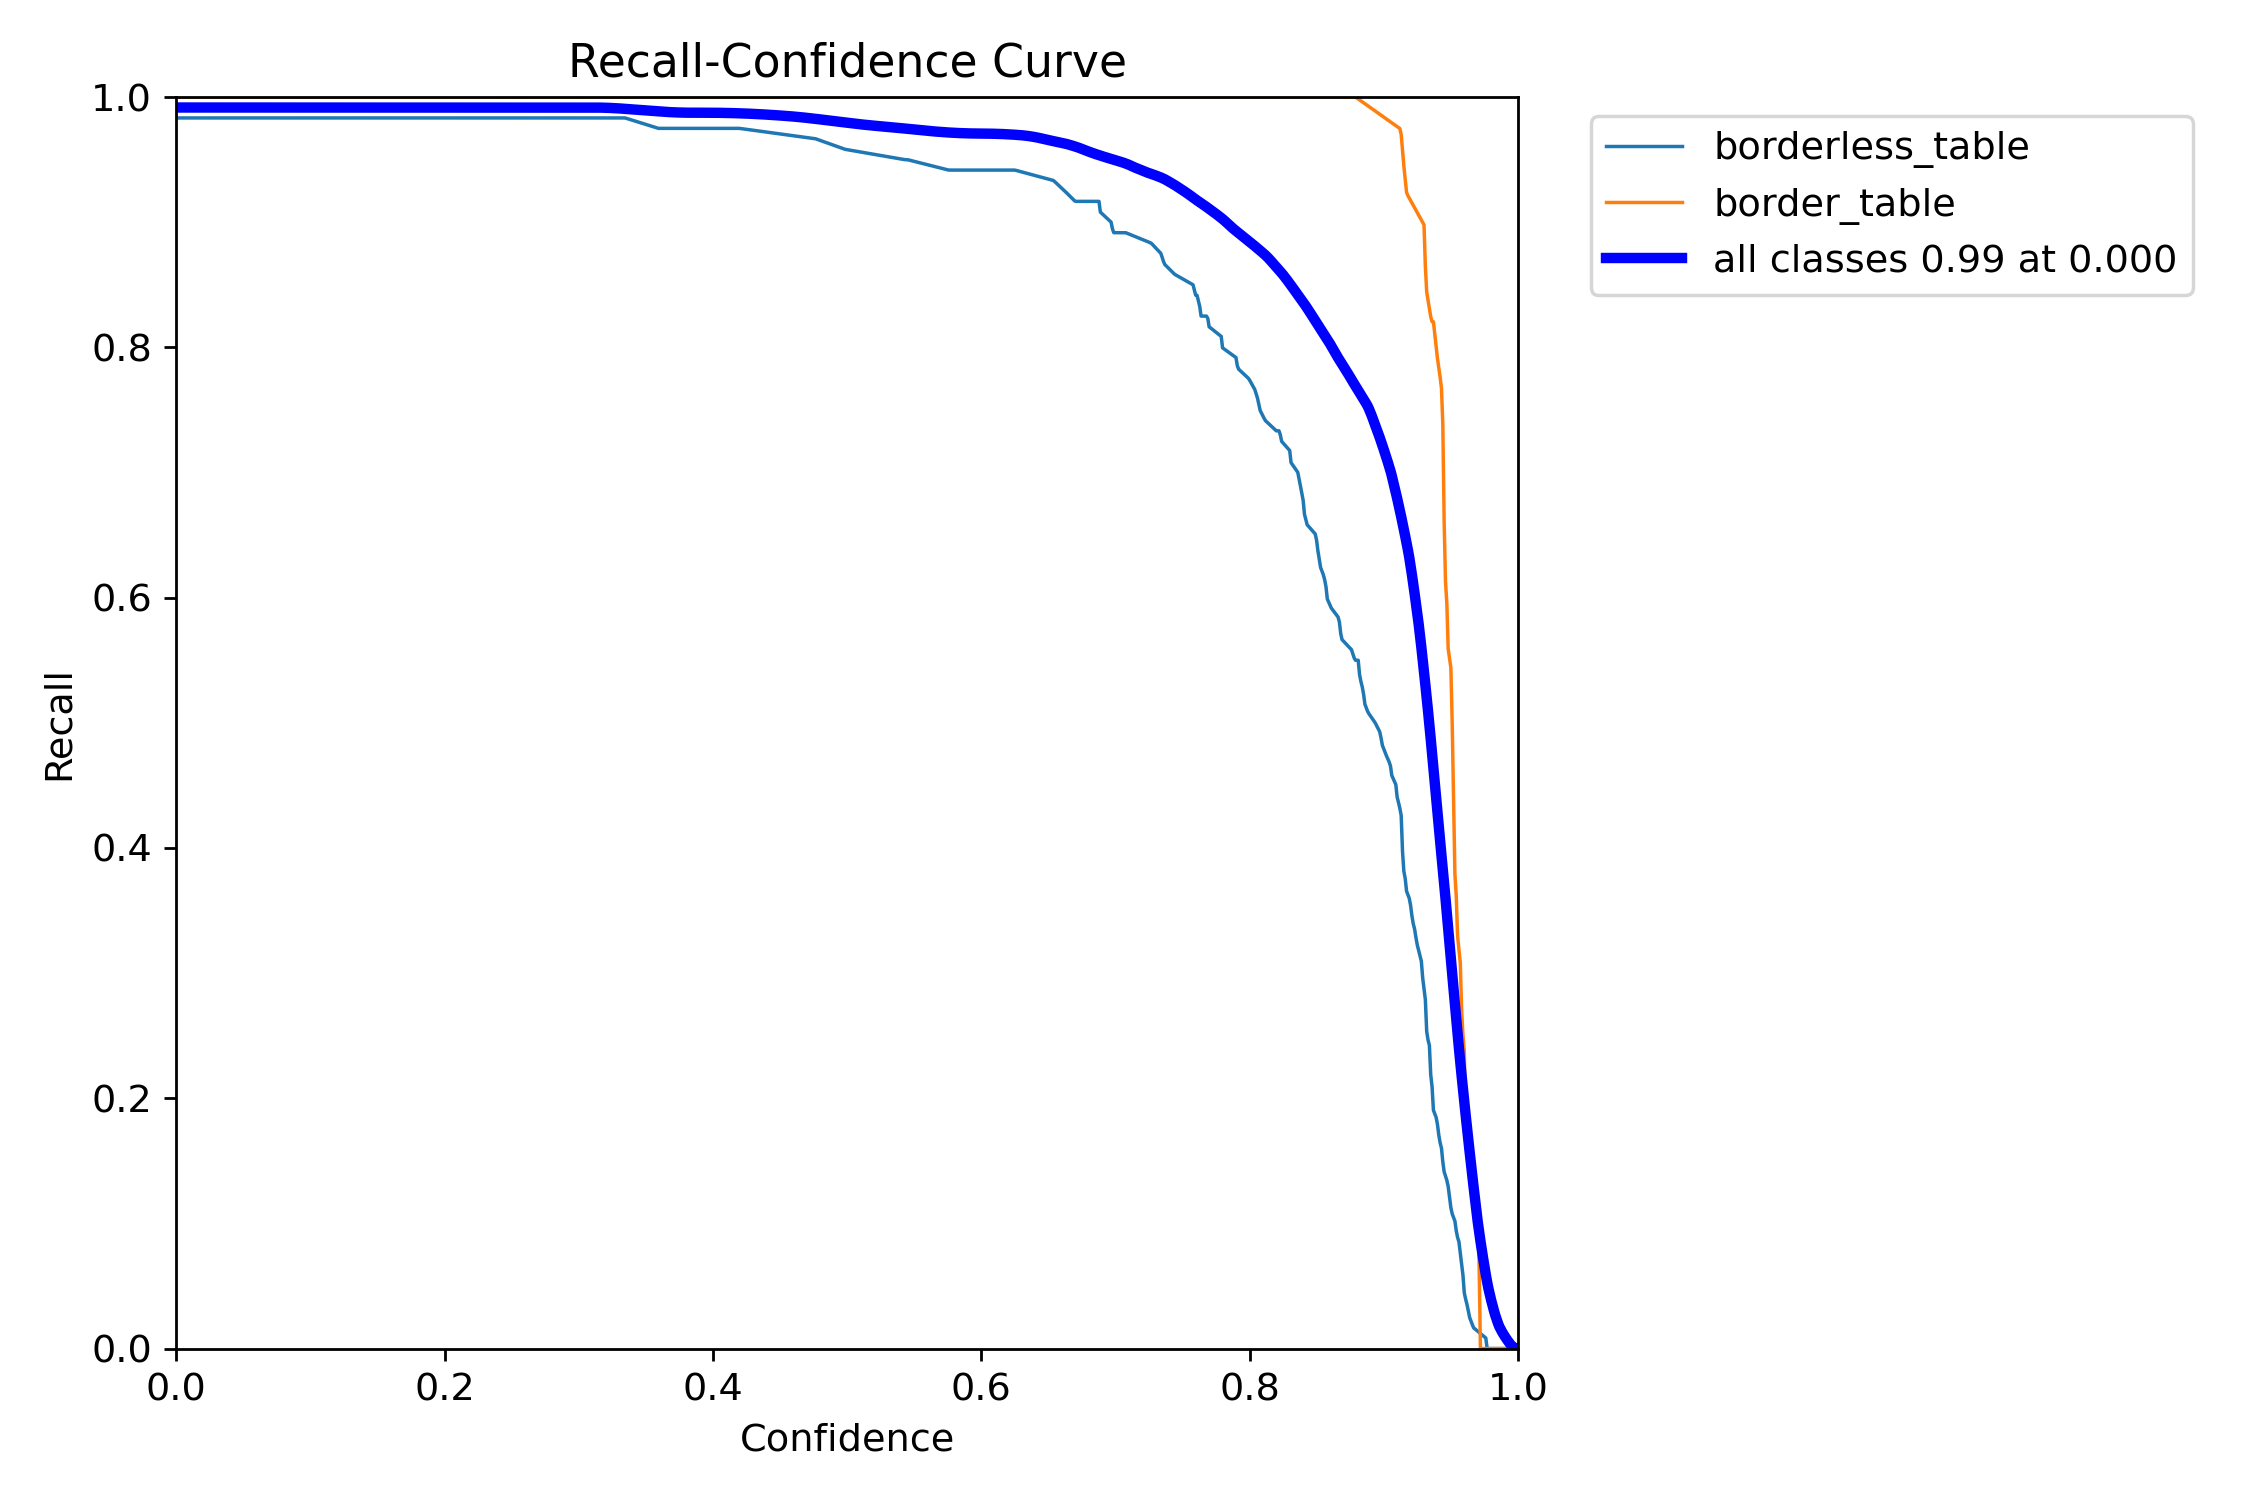 Recall-Confidence Curve
1.0
0.8
0.6
0.4
0.2
0.0
Recall
0.0 0.2 0.4 0.6 0.8 1.0
Confidence
borderless_table
border_table
all classes 0.99 at 0.000